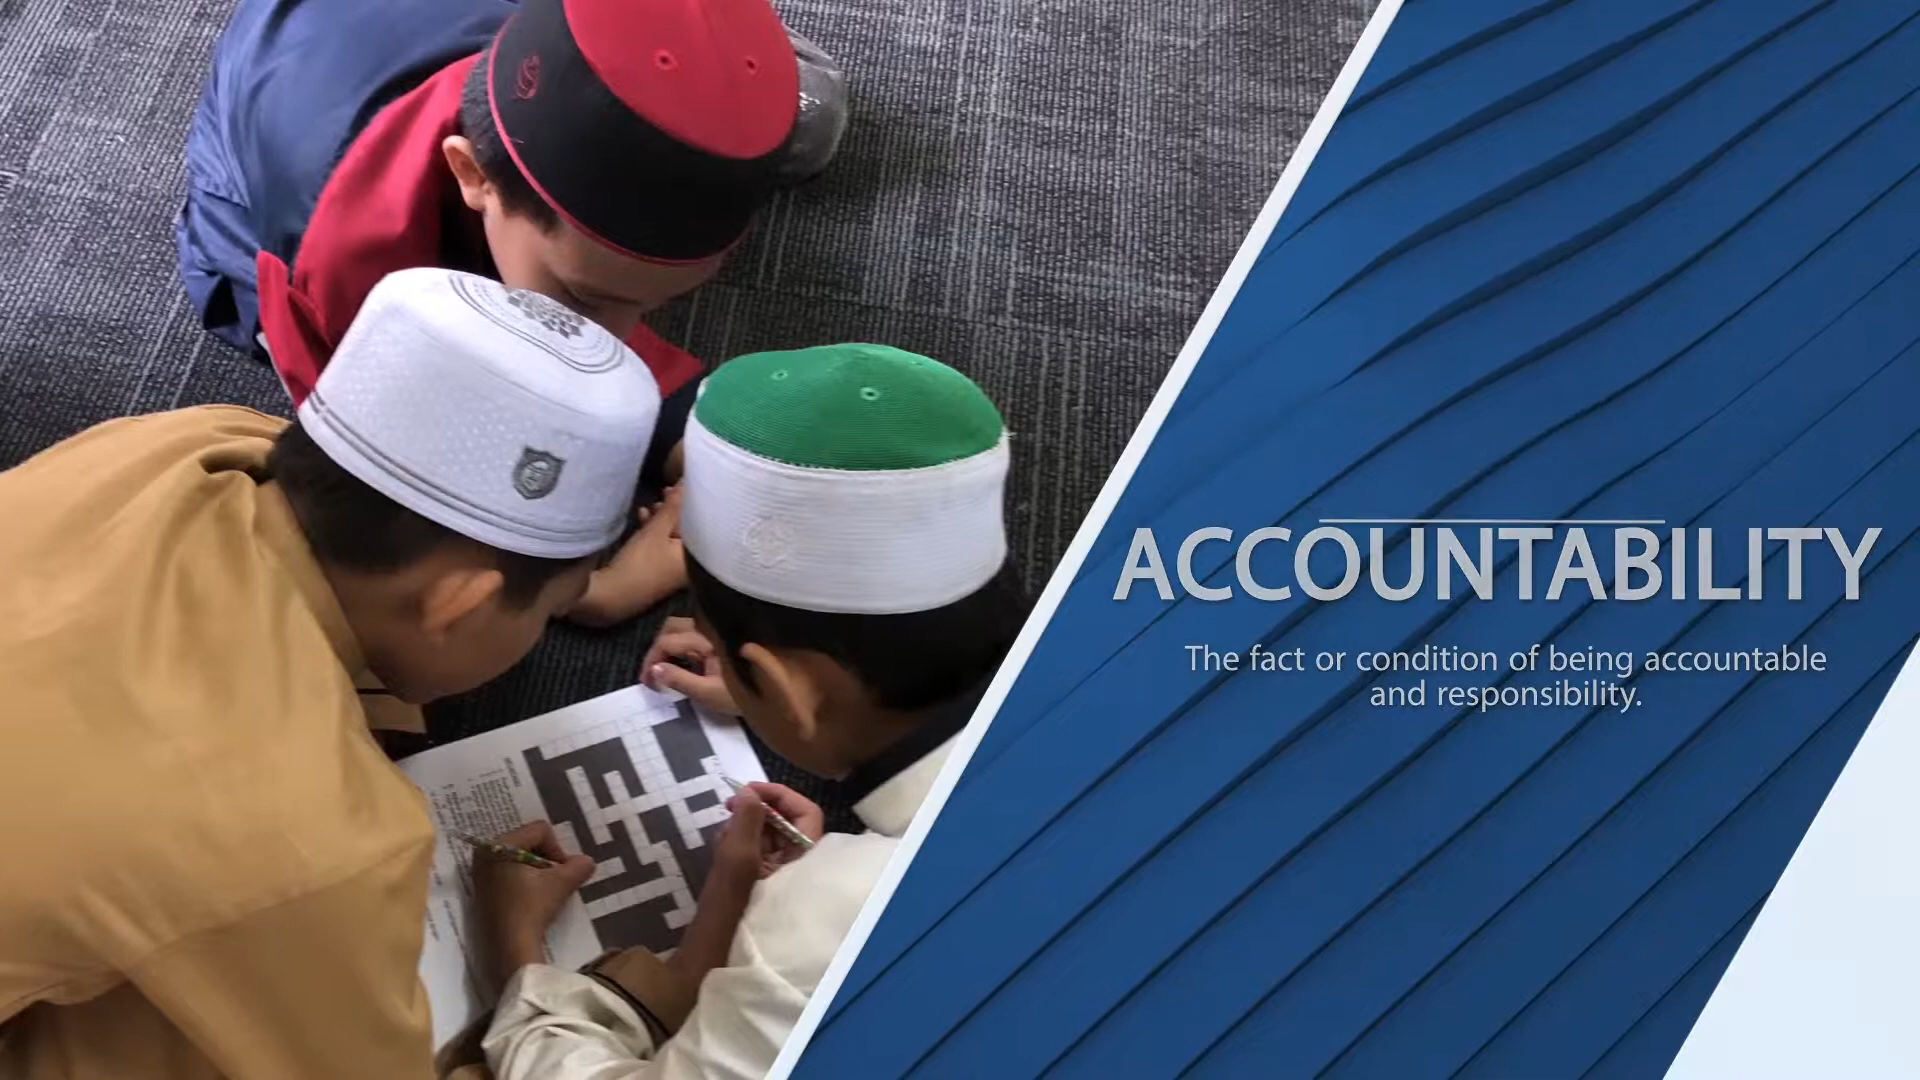 ACCOUNTABILITY
The fact or condition of being accountable
and responsibility.